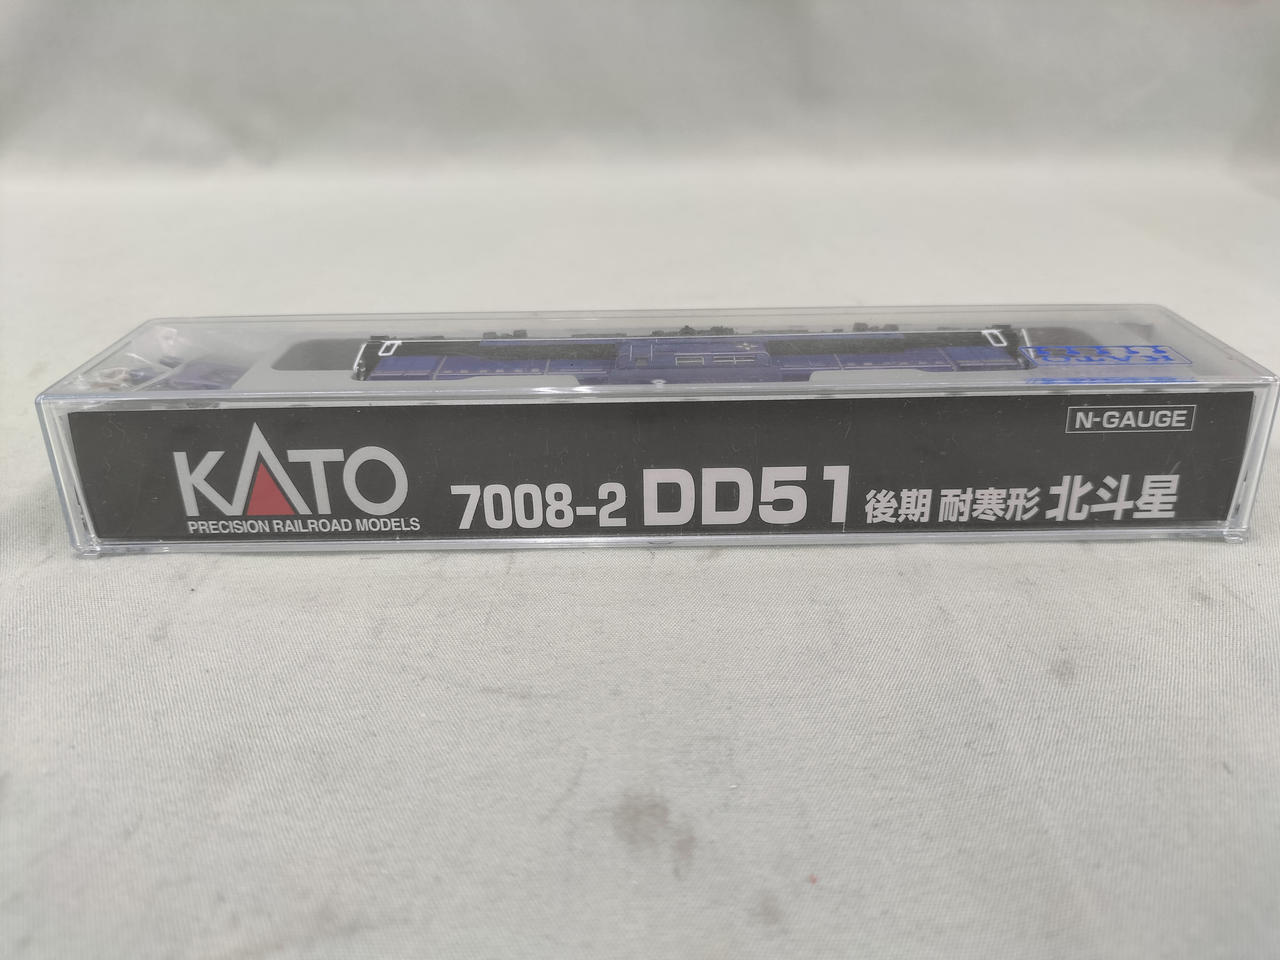 N-GAUGE
KATO
PRECISION RAILROAD MODELS
7008-2 DD51 後期 耐寒形 北斗星